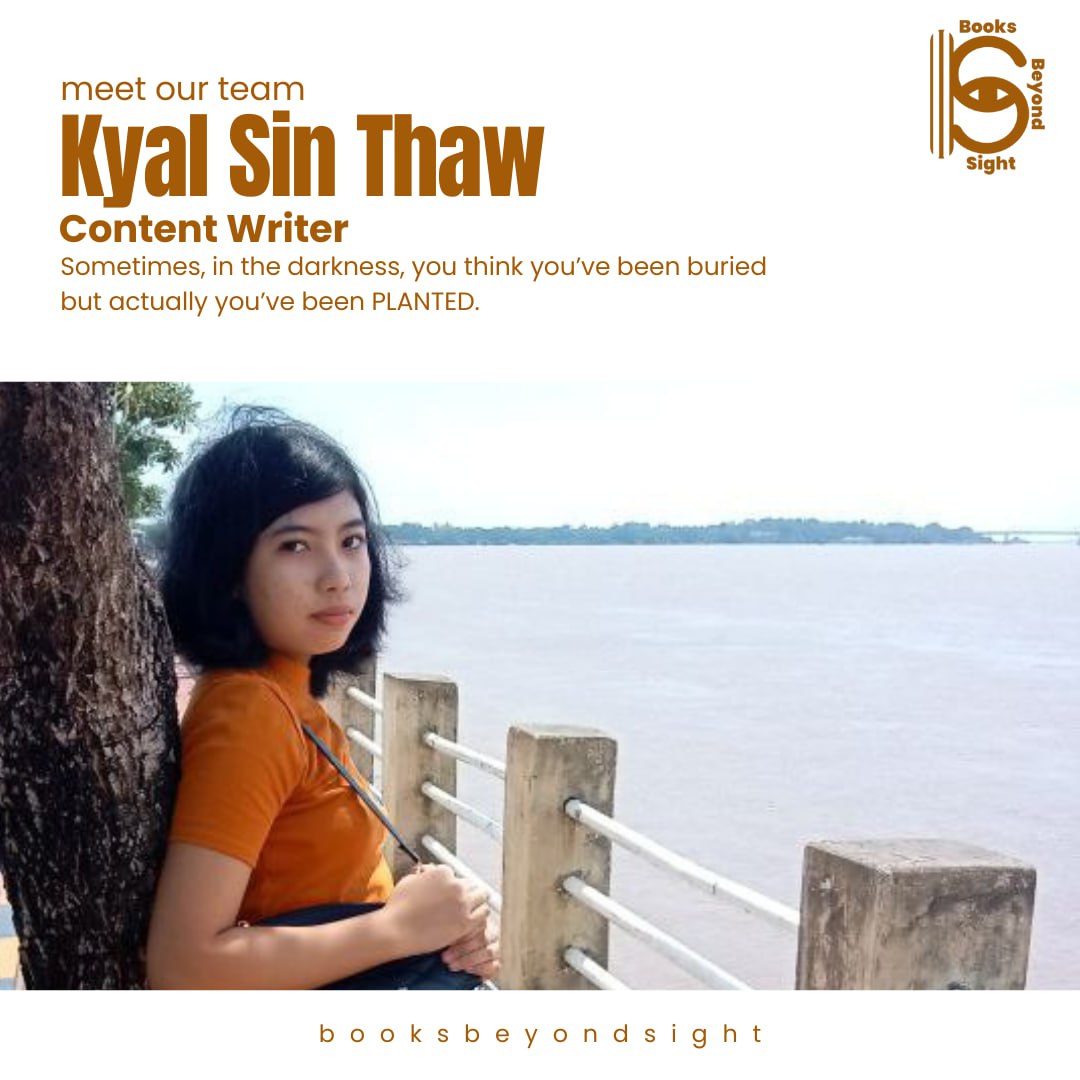 meet our team
Kyal Sin Thaw
Content Writer
Sometimes, in the darkness, you think you’ve been buried
but actually you’ve been PLANTED.
Books
Beyond
Sight
booksbeyondsight